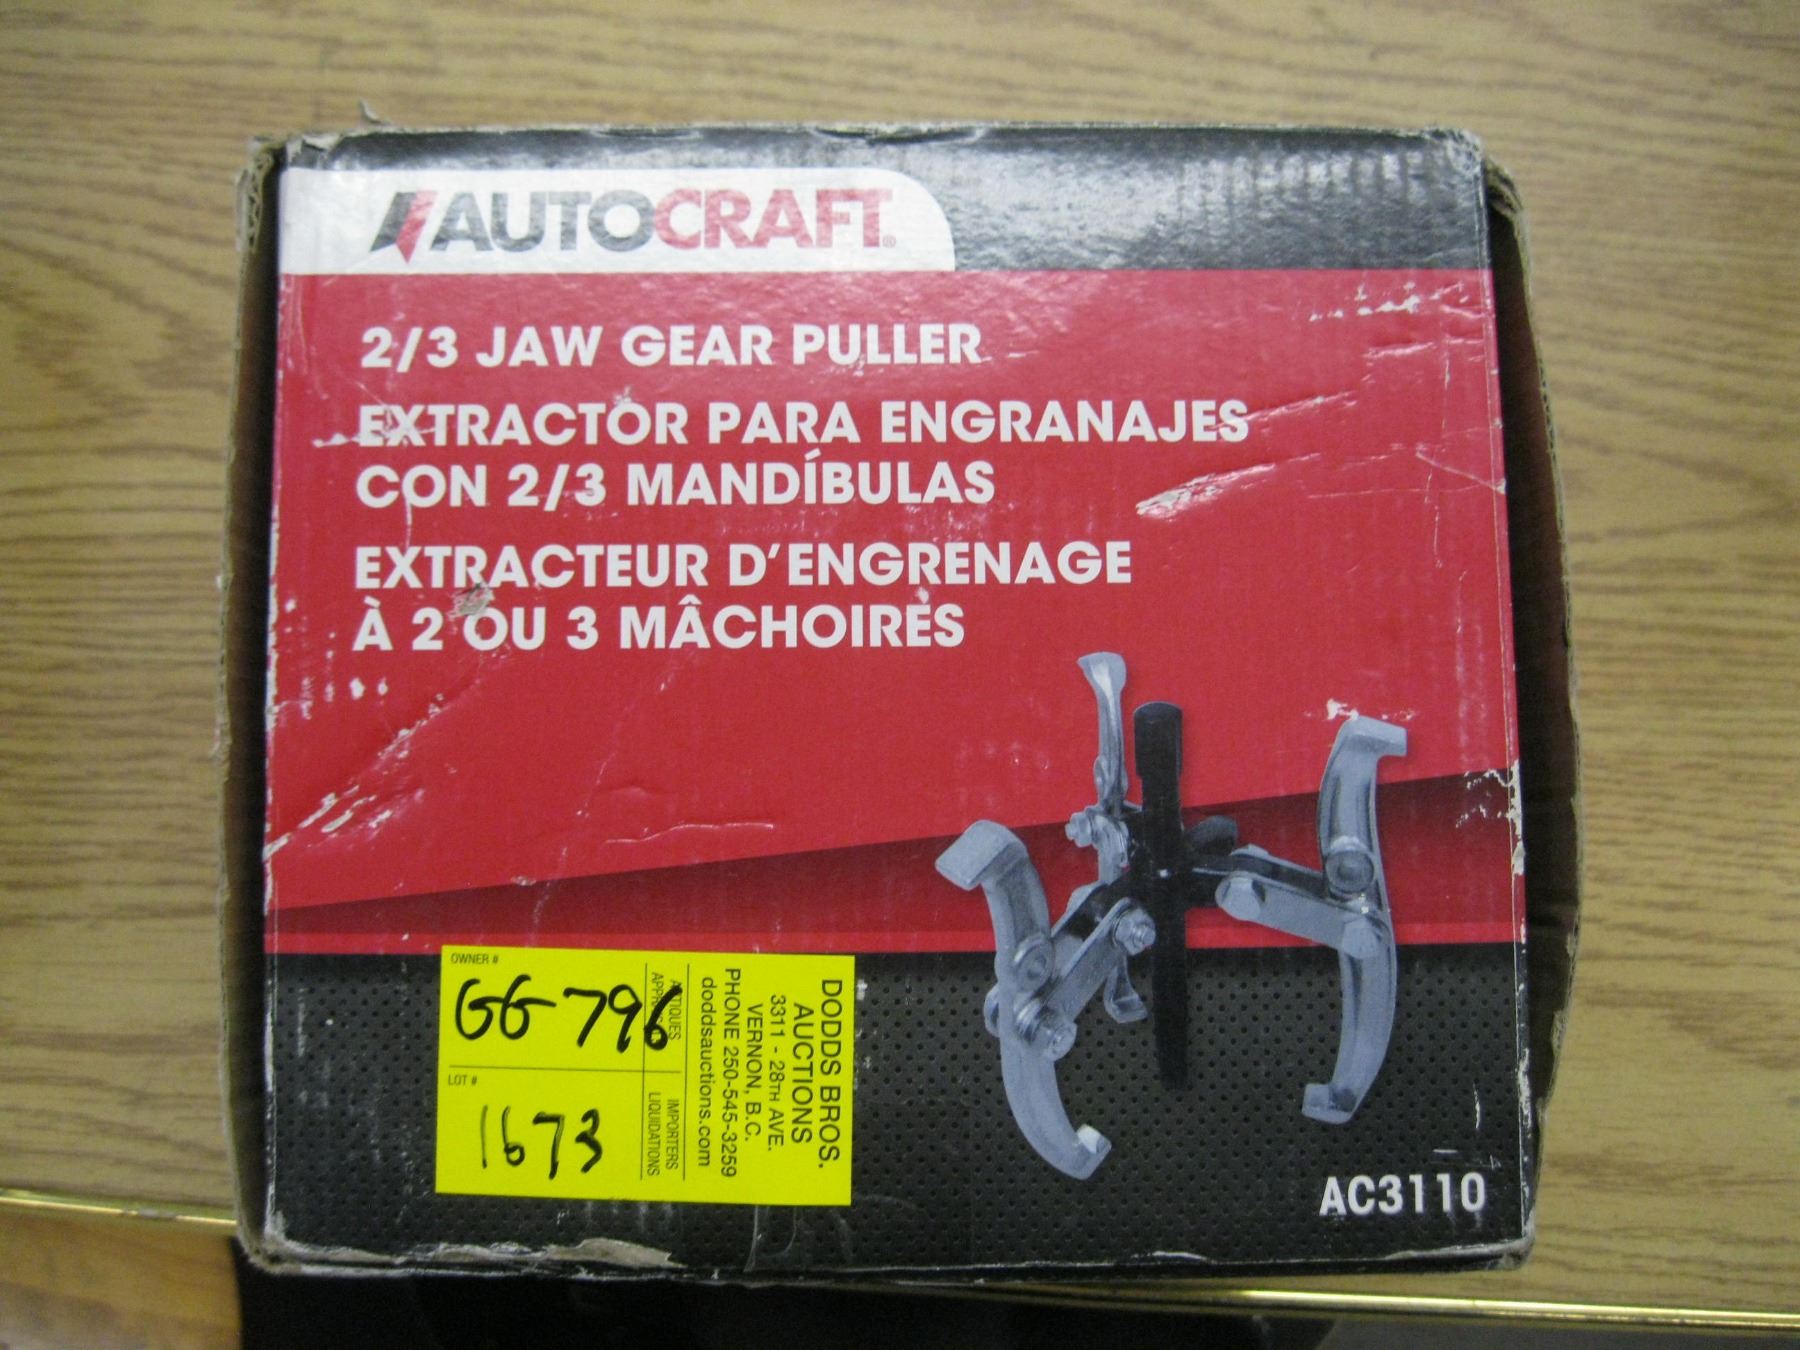 AUTOCRAFT®
2/3 JAW GEAR PULLER
EXTRACTOR PARA ENGRANAJES
CON 2/3 MANDÍBULAS
EXTRACTEUR D'ENGRENAGE
À 2 OU 3 MÂCHOIRES
OWNER #
GG 796
LOT #
1673
DODDS BROS.
AUCTIONS
3311 - 28TH AVE.
VERNON, B.C.
PHONE 250-545-3259
doddsauctions.com
IMPORTERS
LIQUIDATIONS
AC3110